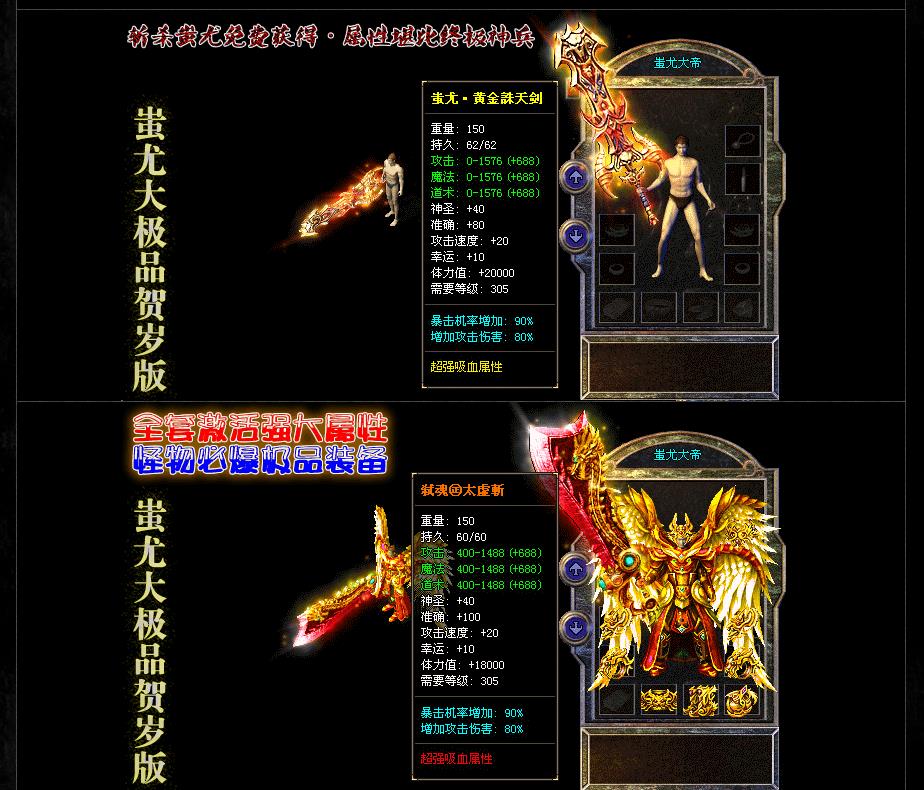 斩杀蚩尤免费获得·属性堪比终极神兵
蚩尤大极品贺岁版
蚩尤·黄金誅天剑
重量: 150
持久: 62/62
攻击: 0-1576 (+688)
魔法: 0-1576 (+688)
道术: 0-1576 (+688)
神圣: +40
准确: +80
攻击速度: +20
幸运: +10
体力值: +20000
需要等级: 305
暴击机率增加: 90%
增加攻击伤害: 80%
超强吸血属性
蚩尤大帝
全套激活强大属性
怪物必爆极品装备
蚩尤大极品贺岁版
弑魂㊣太虚斬
重量: 150
持久: 60/60
攻击: 400-1488 (+688)
魔法: 400-1488 (+688)
道术: 400-1488 (+688)
神圣: +40
准确: +100
攻击速度: +20
幸运: +10
体力值: +18000
需要等级: 305
暴击机率增加: 90%
增加攻击伤害: 80%
超强吸血属性
蚩尤大帝